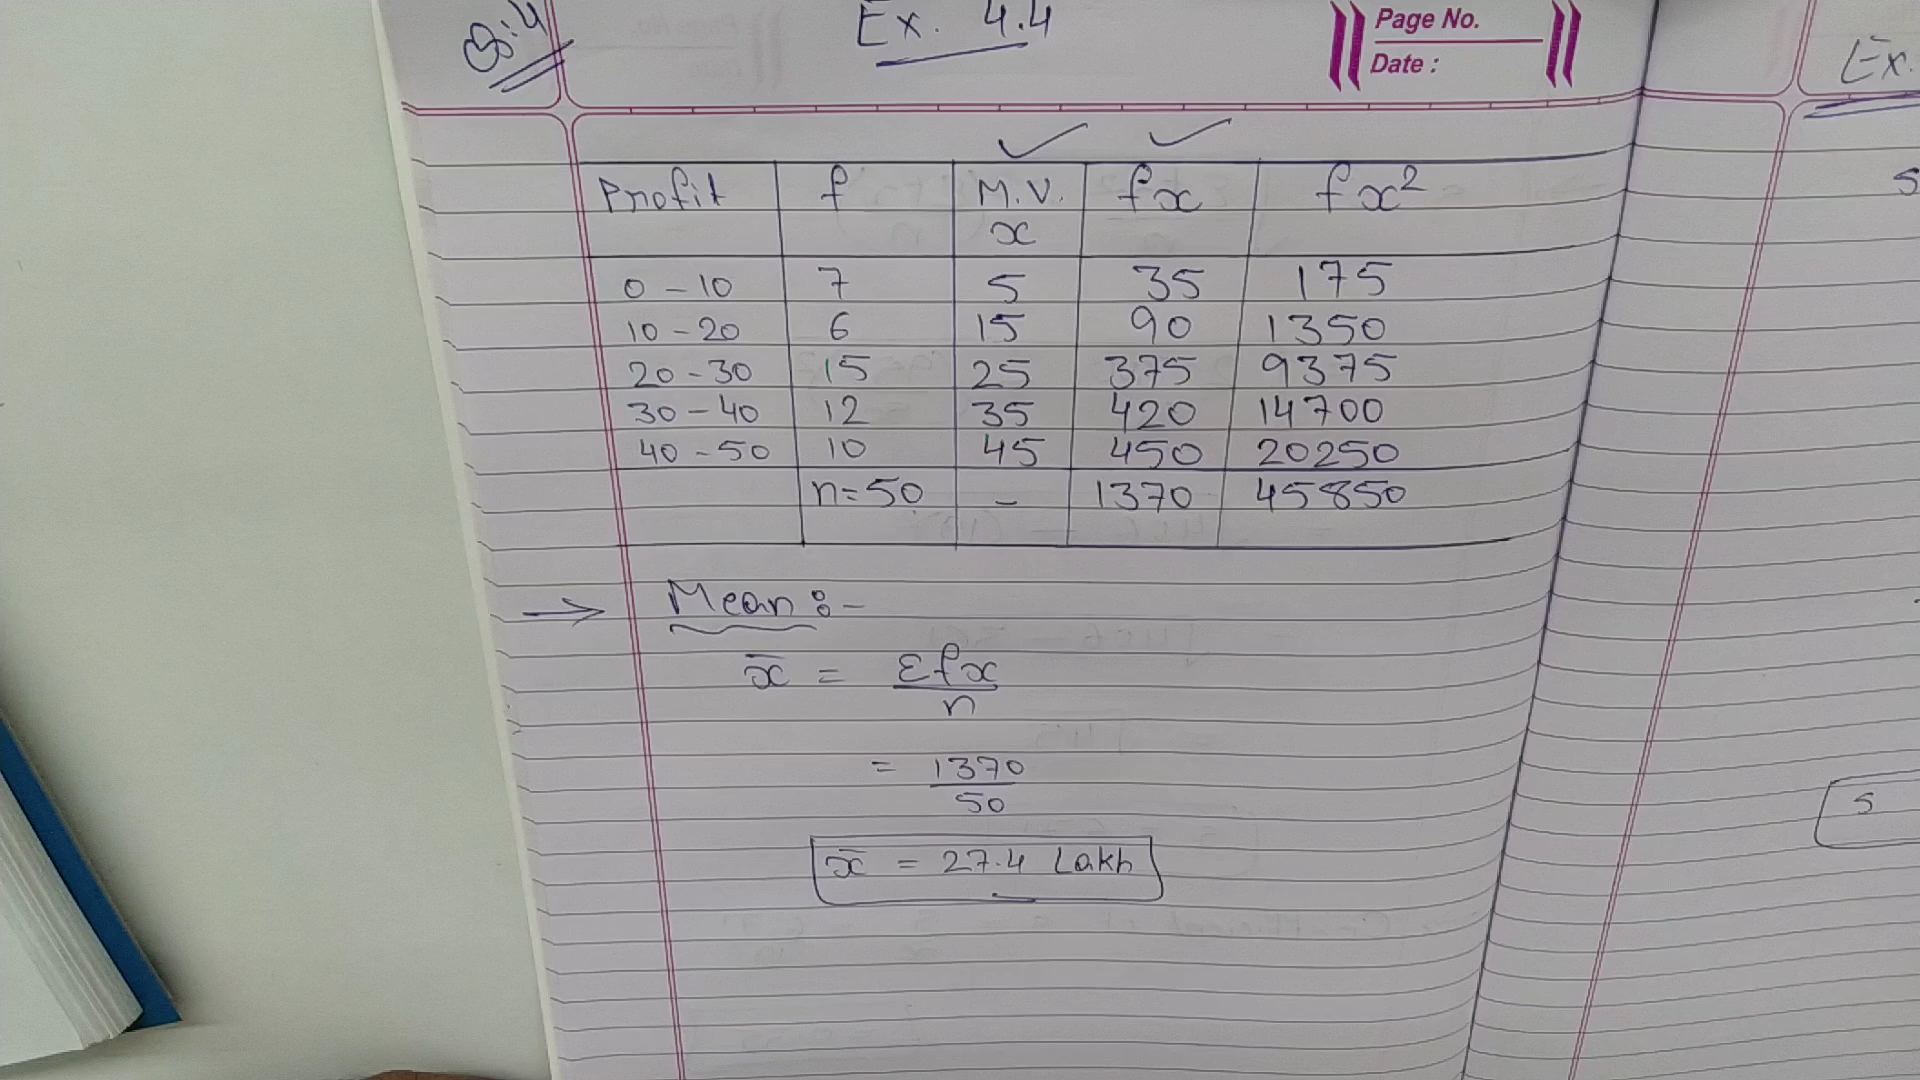 Q:4
Ex. 4.4
Page No.
Date :
Ex.
Profit f M.V. fx fx²
x
0 - 10 7 5 35 175
10 - 20 6 15 90 1350
20 - 30 15 25 375 9375
30 - 40 12 35 420 14700
40 - 50 10 45 450 20250
n = 50 - 1370 45850
→ Mean :-
x̄ = Σfx
n
= 1370
50
x̄ = 27.4 Lakh
S
S